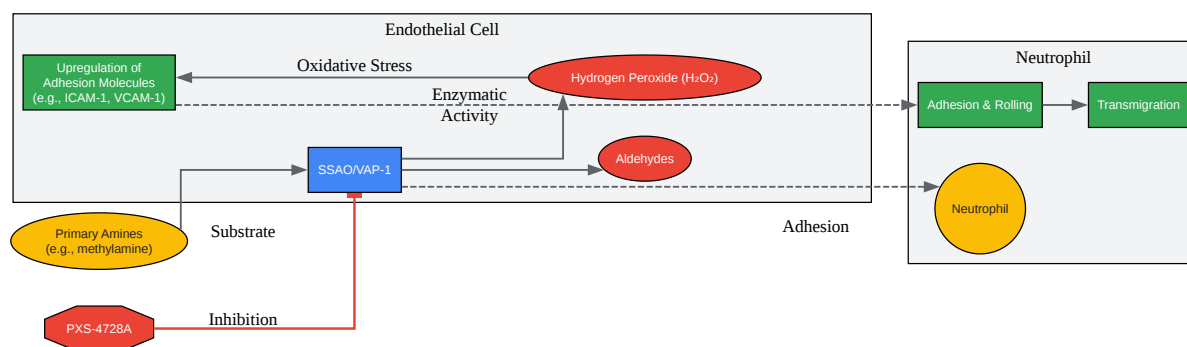 Endothelial Cell
Neutrophil
Upregulation of
Adhesion Molecules
(e.g., ICAM-1, VCAM-1)
Oxidative Stress
Hydrogen Peroxide (H₂O₂)
Enzymatic
Activity
Adhesion & Rolling
Transmigration
SSAO/VAP-1
Aldehydes
Neutrophil
Primary Amines
(e.g., methylamine)
Substrate
Adhesion
PXS-4728A
Inhibition